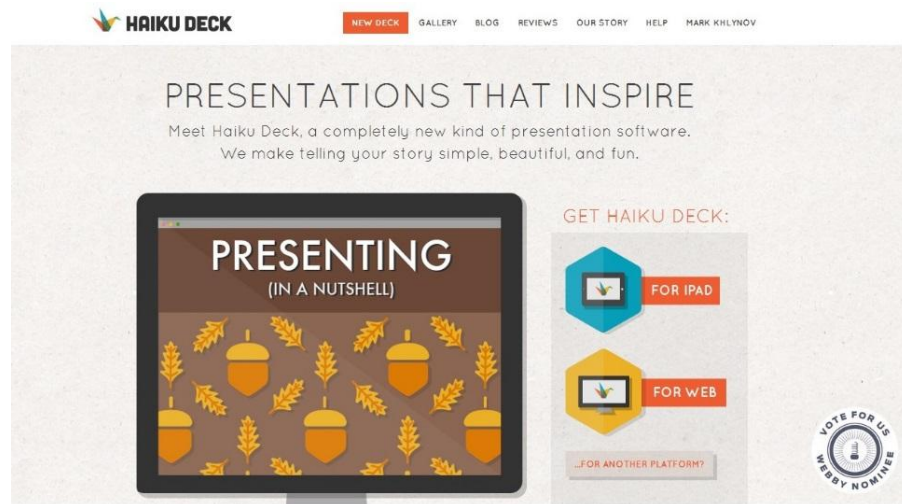 HAIKU DECK
NEW DECK GALLERY BLOG REVIEWS OUR STORY HELP MARK KHLYNOV
PRESENTATIONS THAT INSPIRE
Meet Haiku Deck, a completely new kind of presentation software.
We make telling your story simple, beautiful, and fun.
PRESENTING
(IN A NUTSHELL)
GET HAIKU DECK:
FOR IPAD
FOR WEB
...FOR ANOTHER PLATFORM?
VOTE FOR US
WEBBY NOMINEE